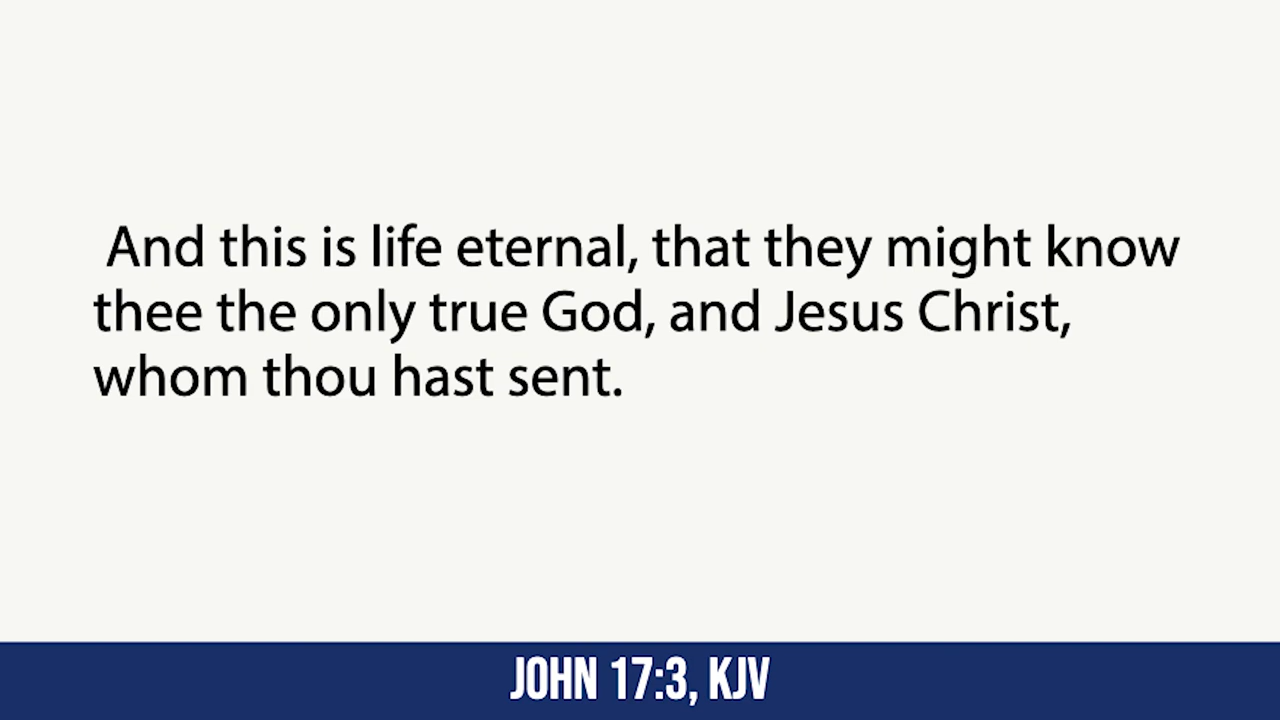 And this is life eternal, that they might know
thee the only true God, and Jesus Christ,
whom thou hast sent.
JOHN 17:3, KJV